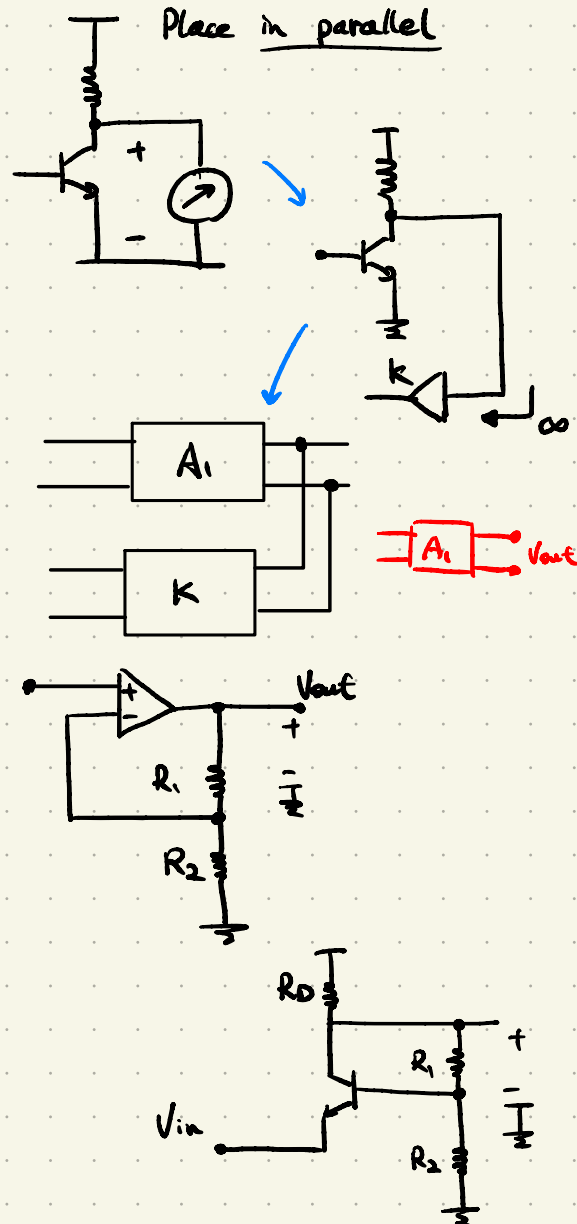 Place in parallel
+
-
K
∞
A1
K
A1 Vout
+
-
Vout
+
-
R1
R2
RD
+
R1
-
Vin
R2